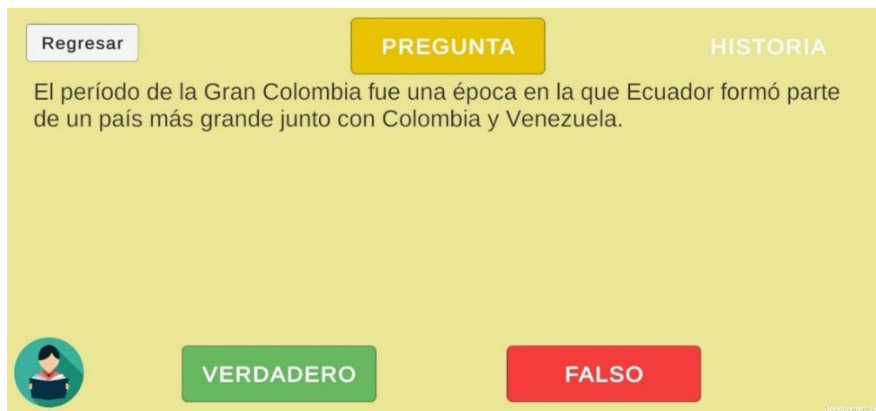 Regresar
PREGUNTA
HISTORIA
El período de la Gran Colombia fue una época en la que Ecuador formó parte
de un país más grande junto con Colombia y Venezuela.
VERDADERO
FALSO